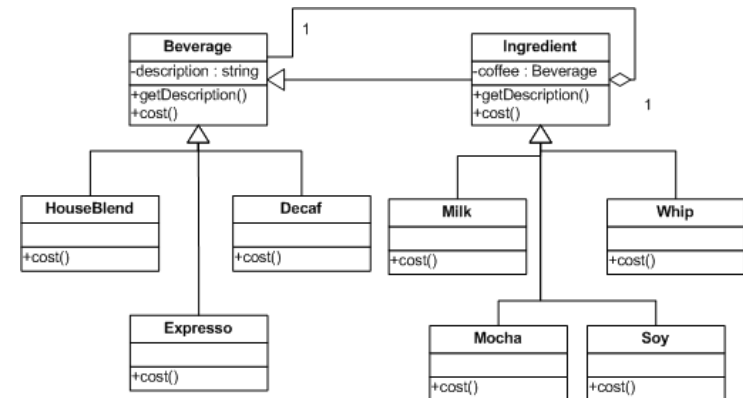 1
Beverage
-description : string
+getDescription()
+cost()
Ingredient
-coffee : Beverage
+getDescription()
+cost()
1
HouseBlend
+cost()
Decaf
+cost()
Milk
+cost()
Whip
+cost()
Expresso
+cost()
Mocha
+cost()
Soy
+cost()